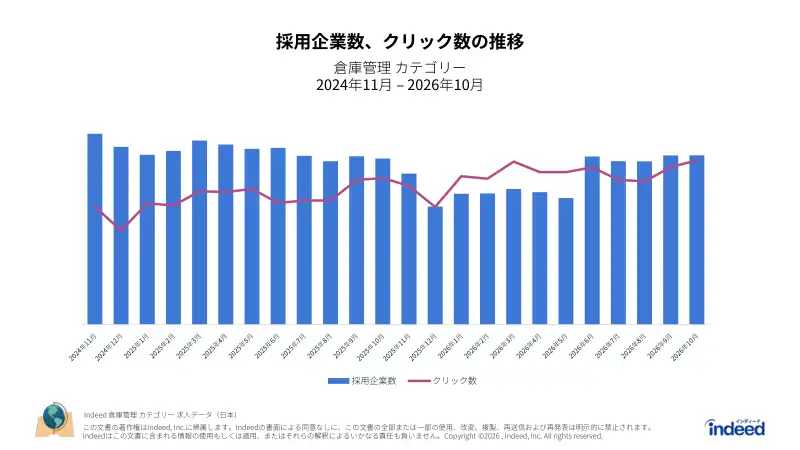 採用企業数、クリック数の推移
倉庫管理 カテゴリー
2024年11月 – 2026年10月
2024年11月
2024年12月
2025年1月
2025年2月
2025年3月
2025年4月
2025年5月
2025年6月
2025年7月
2025年8月
2025年9月
2025年10月
2025年11月
2025年12月
2026年1月
2026年2月
2026年3月
2026年4月
2026年5月
2026年6月
2026年7月
2026年8月
2026年9月
2026年10月
採用企業数
クリック数
Indeed 倉庫管理 カテゴリー 求人データ（日本）
この文書の著作権はIndeed, Inc.に帰属します。Indeedの書面による同意なしに、この文書の全部または一部の使用、改変、複製、再送信および再発表は明示的に禁止されます。
Indeedはこの文書に含まれる情報の使用もしくは適用、またはそれらの解釈によるいかなる責任も負いません。Copyright ©2026 , Indeed, Inc. All rights reserved.
インディード
indeed